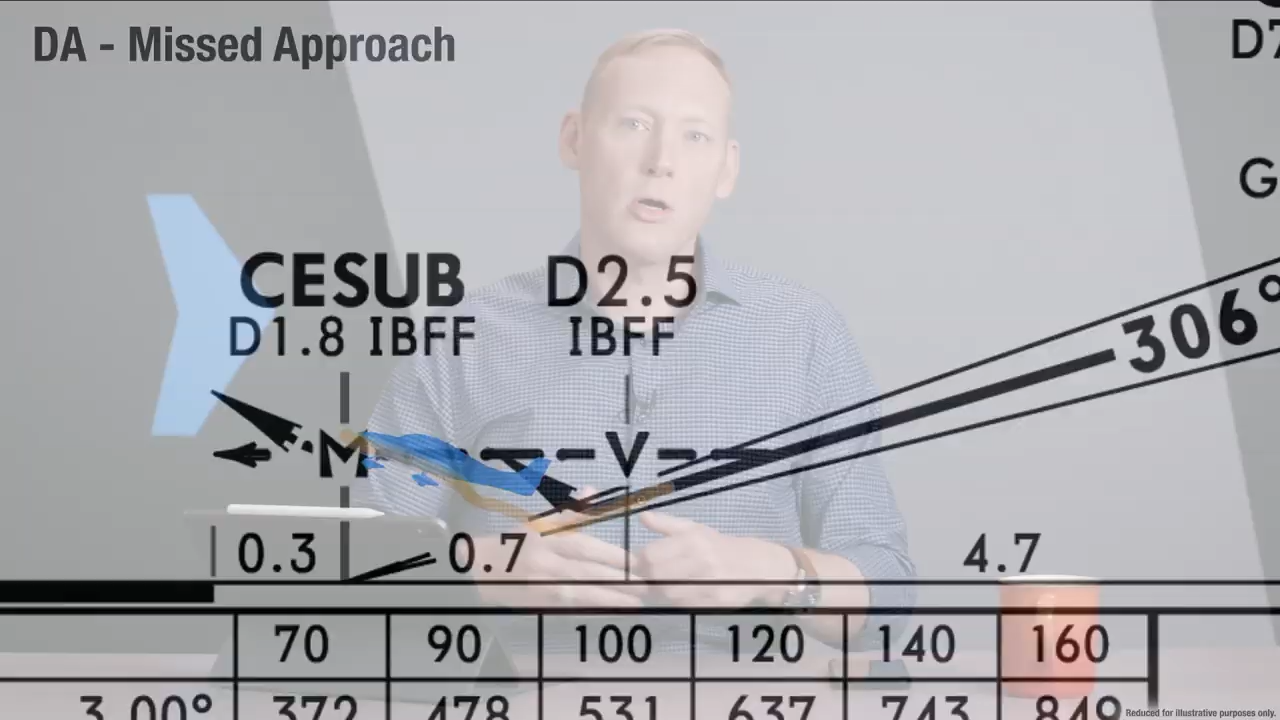 DA - Missed Approach
D7
G
CESUB
D2.5
D1.8 IBFF
IBFF
306°
M
V
0.3
0.7
4.7
70 90 100 120 140 160
3.00° 372 478 531 637 743 849
Reduced for illustrative purposes only.